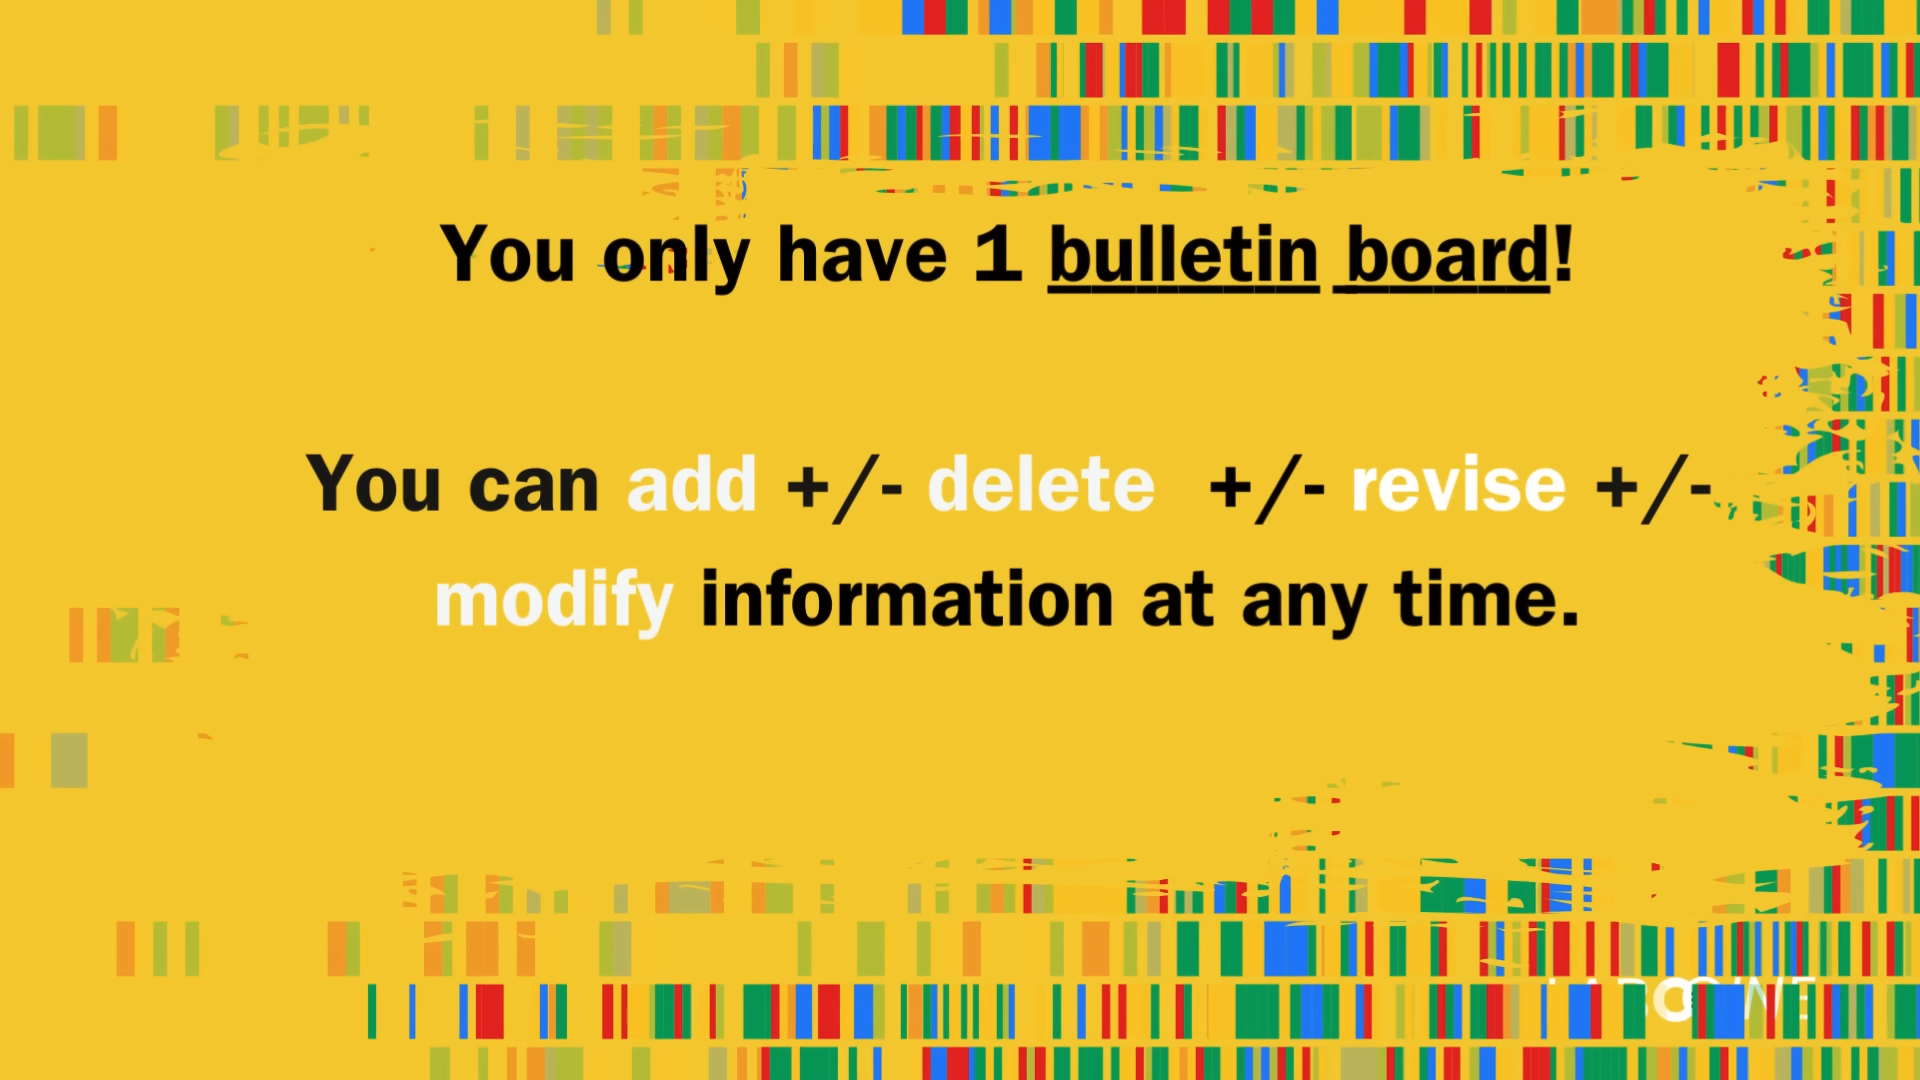 You only have 1 bulletin board!
You can add +/- delete +/- revise +/-
modify information at any time.